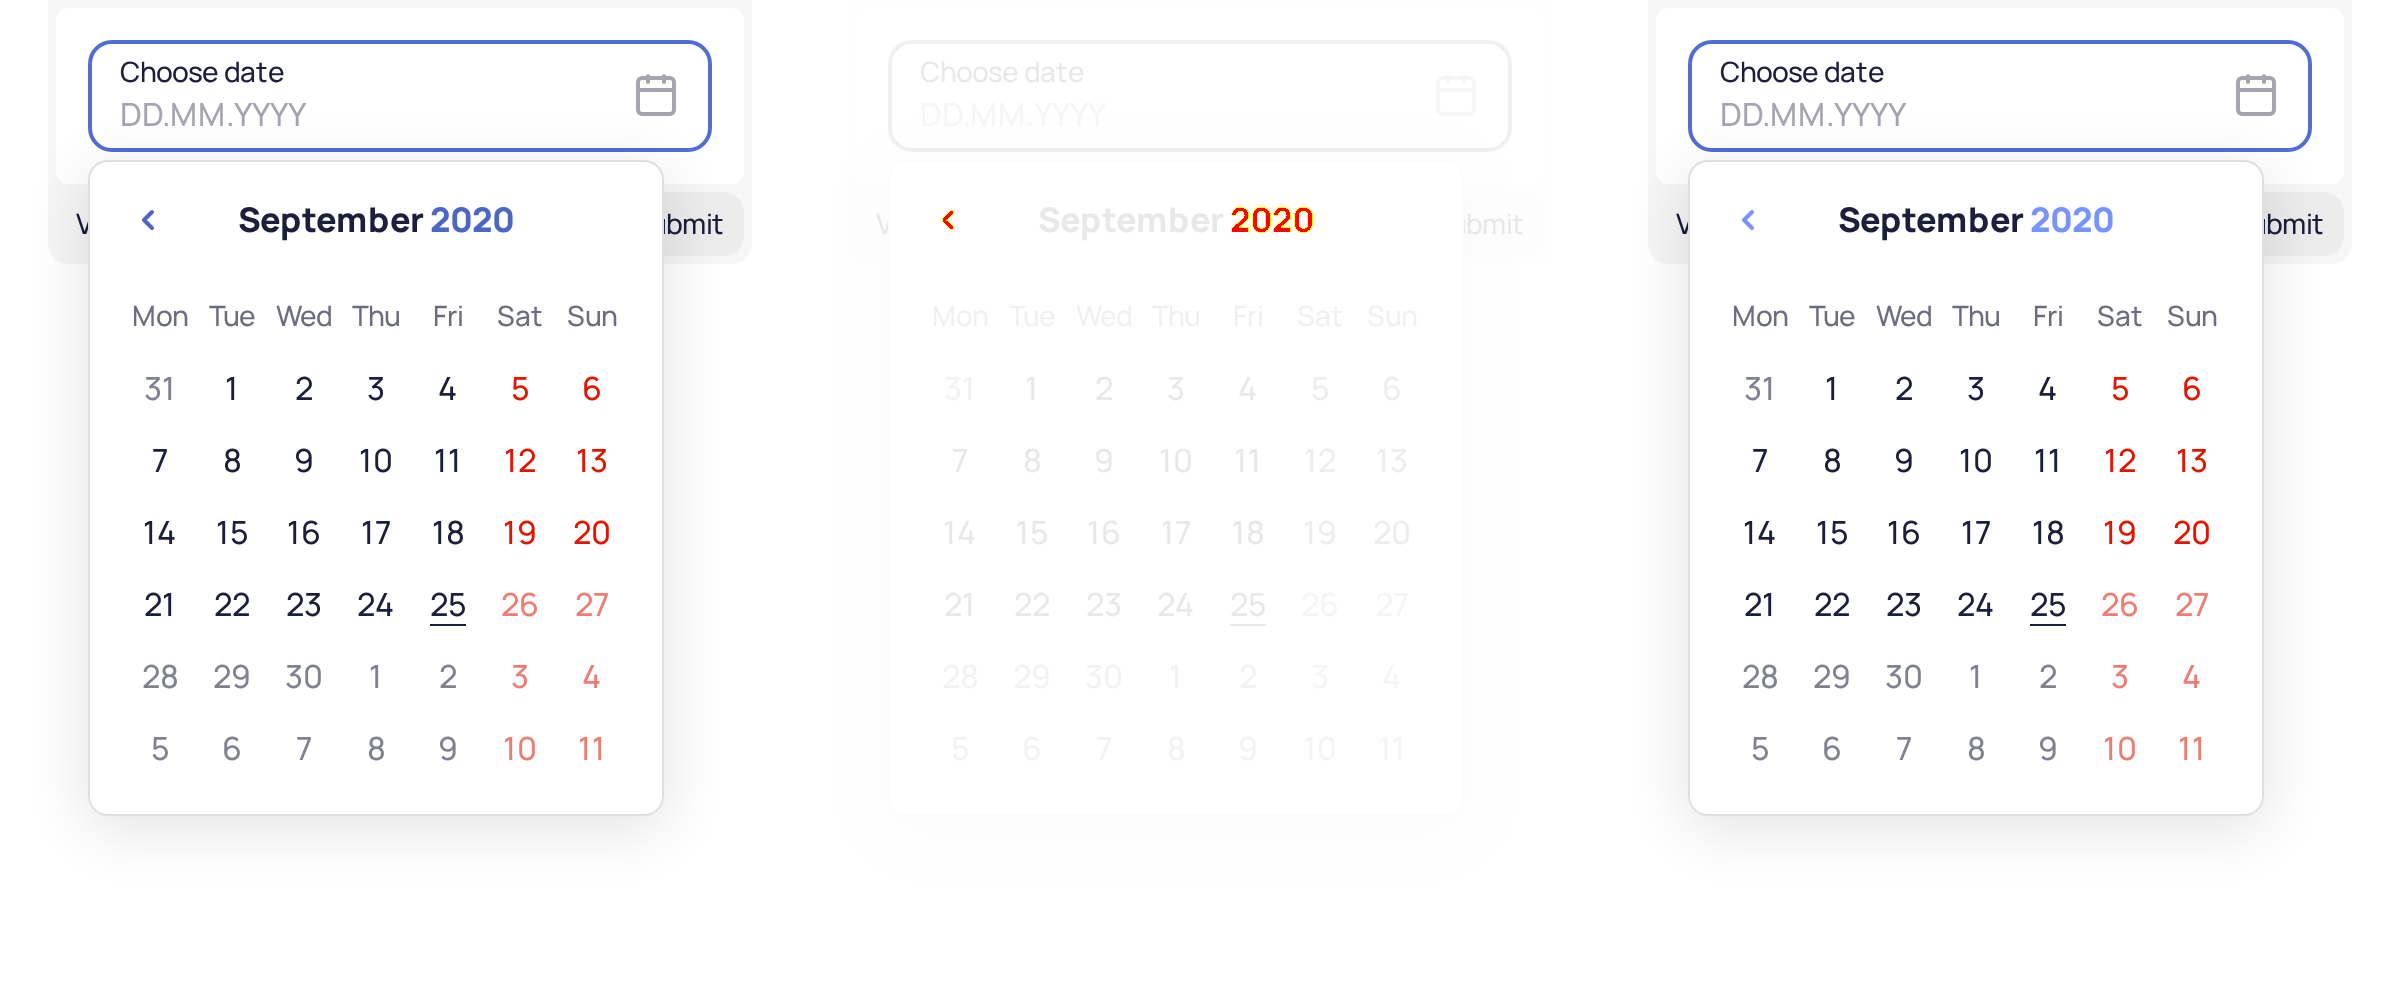 Choose date
DD.MM.YYYY
V ubmit
September 2020
Mon Tue Wed Thu Fri Sat Sun
31 1 2 3 4 5 6
7 8 9 10 11 12 13
14 15 16 17 18 19 20
21 22 23 24 25 26 27
28 29 30 1 2 3 4
5 6 7 8 9 10 11
Choose date
DD.MM.YYYY
V ubmit
September 2020
Mon Tue Wed Thu Fri Sat Sun
31 1 2 3 4 5 6
7 8 9 10 11 12 13
14 15 16 17 18 19 20
21 22 23 24 25 26 27
28 29 30 1 2 3 4
5 6 7 8 9 10 11
Choose date
DD.MM.YYYY
V ubmit
September 2020
Mon Tue Wed Thu Fri Sat Sun
31 1 2 3 4 5 6
7 8 9 10 11 12 13
14 15 16 17 18 19 20
21 22 23 24 25 26 27
28 29 30 1 2 3 4
5 6 7 8 9 10 11